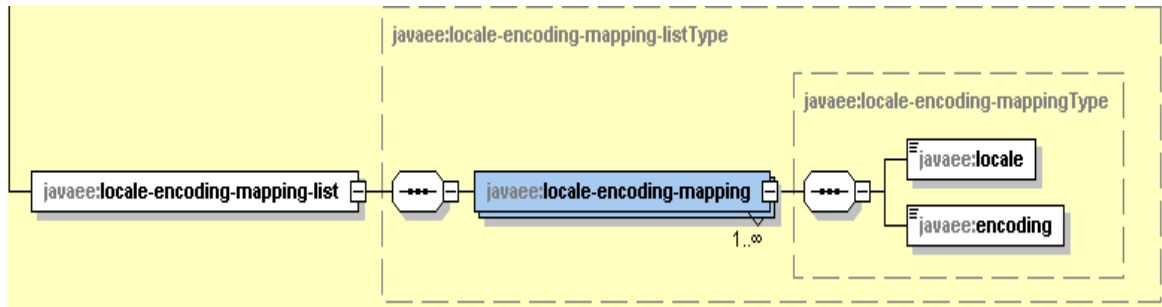 javaee:locale-encoding-mapping-listType
javaee:locale-encoding-mappingType
javaee:locale
javaee:locale-encoding-mapping-list
javaee:locale-encoding-mapping
javaee:encoding
1..∞